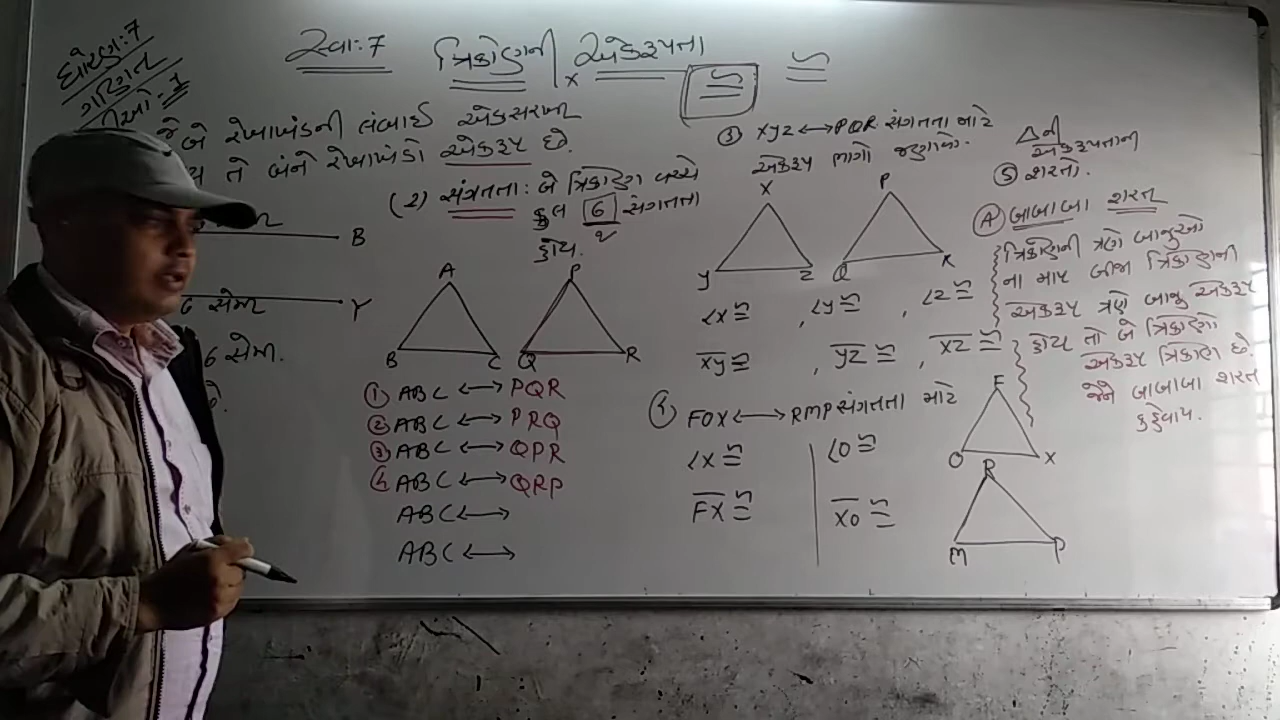 ધોરણ:7
ગણિત
સ્વા:7 ત્રિકોણની એકરૂપતા ≅ ≅
x
જે બે રેખાખંડની લંબાઈ એકસરખી
તે બંને રેખાખંડો એકરૂપ છે.
B
6 સેમી Y
6 સેમી.
(2) સંગતતા: બે ત્રિકોણ વચ્ચે
કુલ 6 સંગતતા
હોય.
A P
B C Q R
① ABC ⟷ PQR
② ABC ⟷ PRQ
③ ABC ⟷ QPR
4 ABC ⟷ QRP
ABC ⟷
ABC ⟷
③ XYZ ⟷ PQR સંગતતા માટે
એકરૂપ ભાગો જણાવો.
X P
Y Z Q R
∠X ≅ , ∠Y ≅ , ∠Z ≅
XY ≅ , YZ ≅ , XZ ≅
FOX ⟷ RMP સંગતતા માટે
∠X ≅ ∠O ≅
FX ≅ XO ≅
F
O X
R
M P
△ની
એકરૂપતાની
⑤ શરતો.
Ⓐ બાબાબા શરત
ત્રિકોણની ત્રણે બાજુઓ
ના માપ બીજા ત્રિકોણની
એકરૂપ ત્રણે બાજુ એકરૂપ
હોય તો બે ત્રિકોણો
એકરૂપ ત્રિકોણ છે.
જેને બાબાબા શરત
કહેવાય.